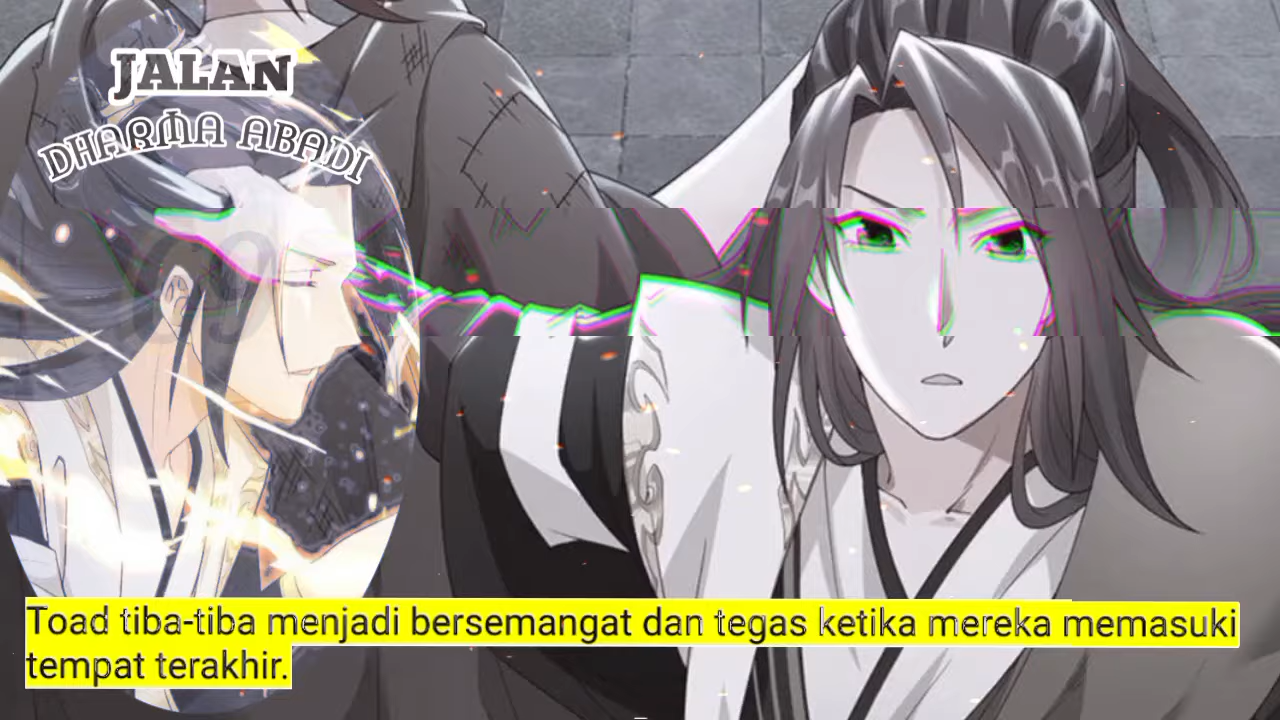 JALAN
DHARMA ABADI
Toad tiba-tiba menjadi bersemangat dan tegas ketika mereka memasuki
tempat terakhir.